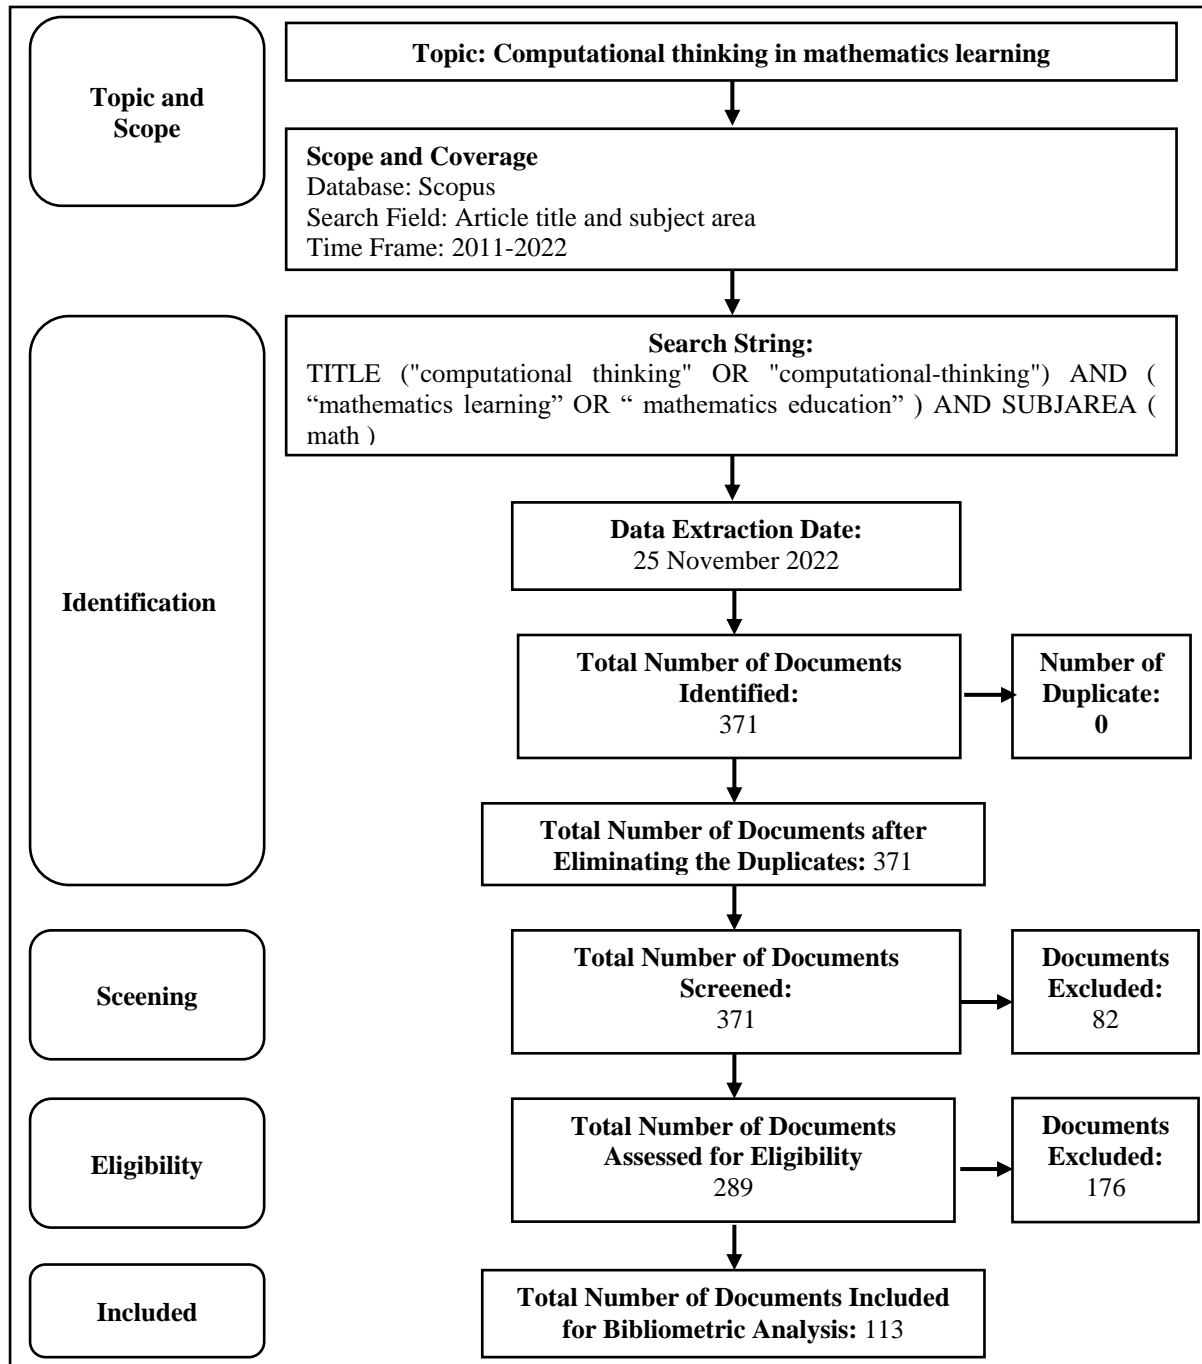 Topic and
Scope
Topic: Computational thinking in mathematics learning
Scope and Coverage
Database: Scopus
Search Field: Article title and subject area
Time Frame: 2011-2022
Identification
Search String:
TITLE ("computational thinking" OR "computational-thinking") AND (
“mathematics learning” OR “ mathematics education” ) AND SUBJAREA (
math )
Data Extraction Date:
25 November 2022
Total Number of Documents
Identified:
371
Number of
Duplicate:
0
Total Number of Documents after
Eliminating the Duplicates: 371
Sceening
Total Number of Documents
Screened:
371
Documents
Excluded:
82
Eligibility
Total Number of Documents
Assessed for Eligibility
289
Documents
Excluded:
176
Included
Total Number of Documents Included
for Bibliometric Analysis: 113